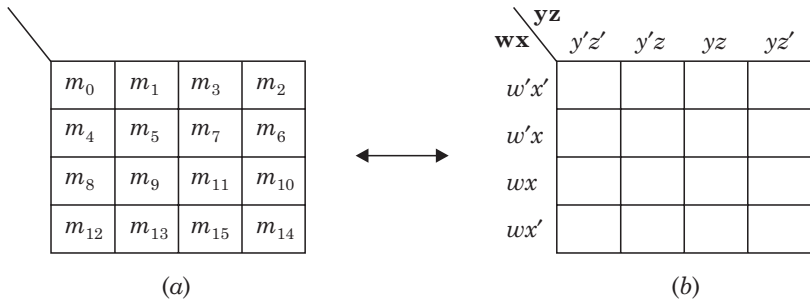 yz
wx y′z′ y′z yz yz′
m₀ m₁ m₃ m₂ w′x′
m₄ m₅ m₇ m₆ w′x
m₈ m₉ m₁₁ m₁₀ wx
m₁₂ m₁₃ m₁₅ m₁₄ wx′
(a) (b)